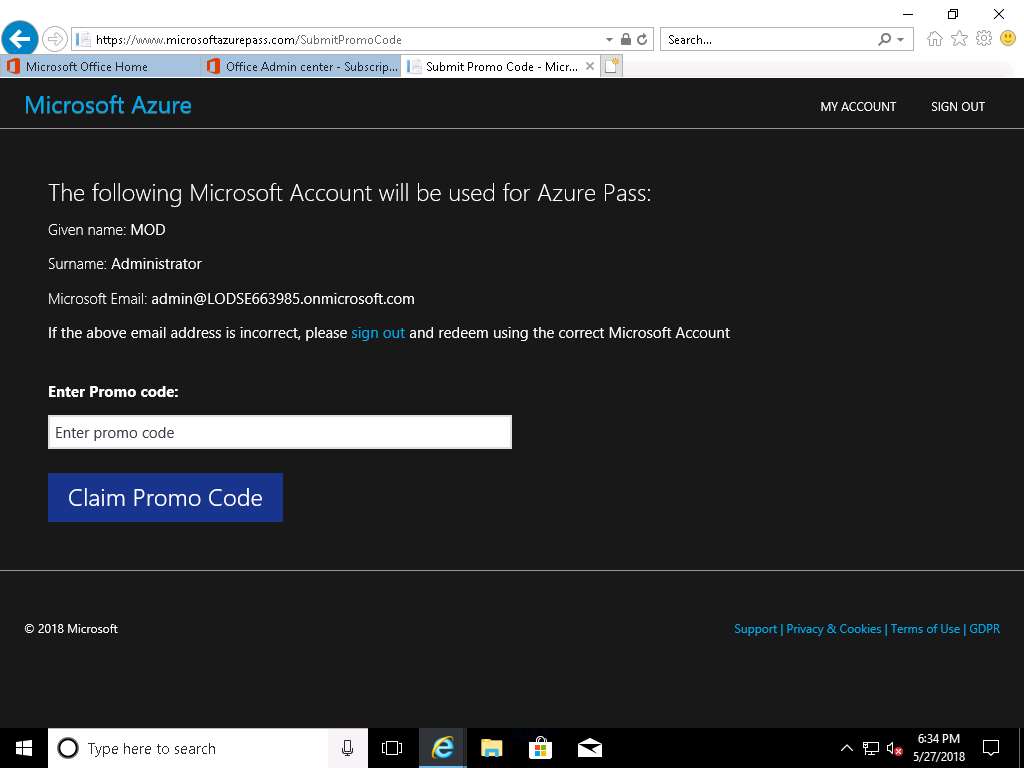 https://www.microsoftazurepass.com/SubmitPromoCode
Search...
Microsoft Office Home
Office Admin center - Subscrip...
Submit Promo Code - Micr...
Microsoft Azure
MY ACCOUNT
SIGN OUT
The following Microsoft Account will be used for Azure Pass:
Given name: MOD
Surname: Administrator
Microsoft Email: admin@LODSE663985.onmicrosoft.com
If the above email address is incorrect, please sign out and redeem using the correct Microsoft Account
Enter Promo code:
Enter promo code
Claim Promo Code
© 2018 Microsoft
Support | Privacy & Cookies | Terms of Use | GDPR
Type here to search
6:34 PM
5/27/2018